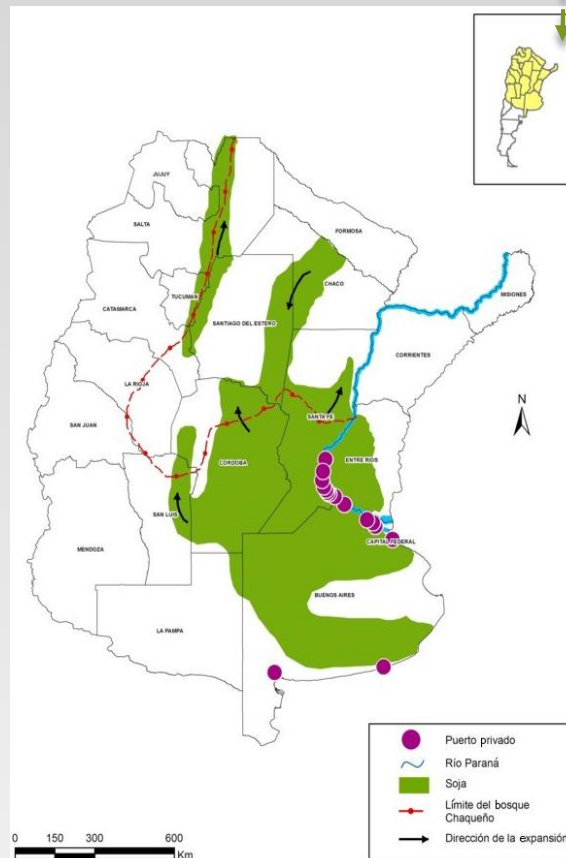 JUJUY
SALTA
FORMOSA
CHACO
MISIONES
TUCUMAN
SANTIAGO DEL ESTERO
CATAMARCA
CORRIENTES
LA RIOJA
SANTA FE
SAN JUAN
CORDOBA
ENTRE RIOS
N
SAN LUIS
CAPITAL FEDERAL
MENDOZA
BUENOS AIRES
LA PAMPA
Puerto privado
Río Paraná
Soja
Límite del bosque
Chaqueño
Dirección de la expansión
0 150 300 600
Km